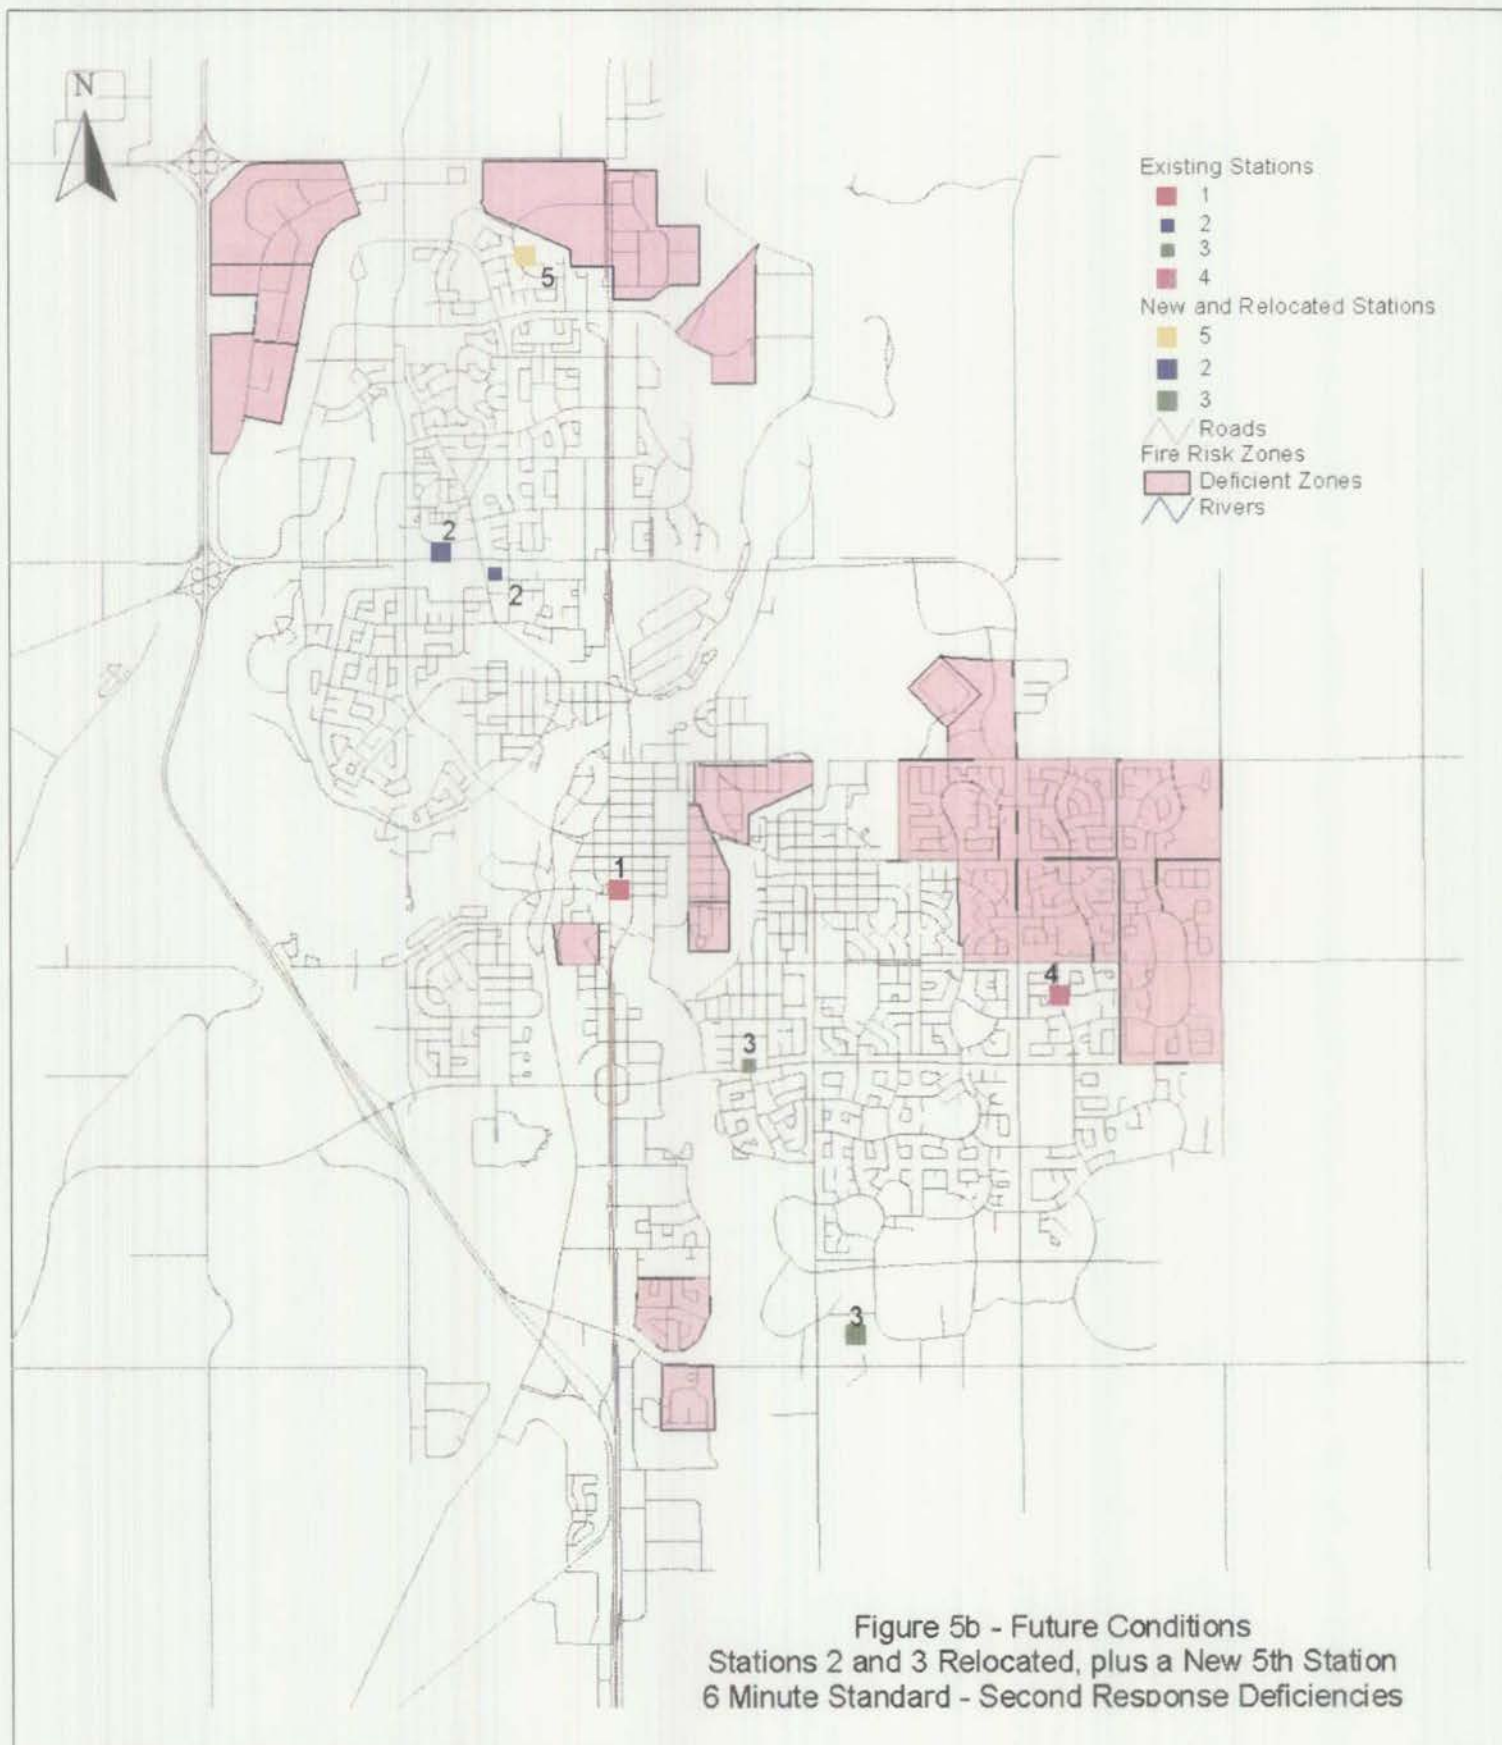 N
Existing Stations
1
2
3
4
New and Relocated Stations
5
2
3
Roads
Fire Risk Zones
Deficient Zones
Rivers
5
2
2
1
4
3
3
Figure 5b - Future Conditions
Stations 2 and 3 Relocated, plus a New 5th Station
6 Minute Standard - Second Response Deficiencies